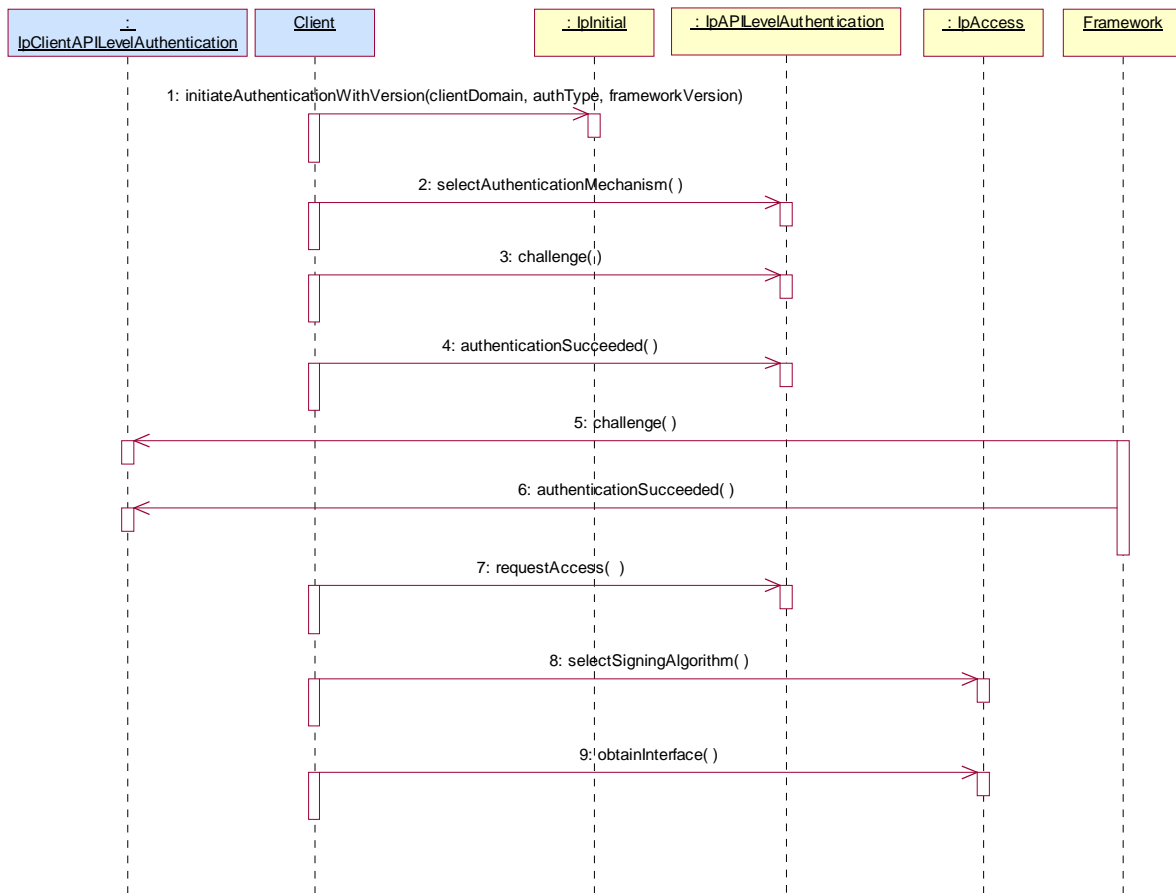 :
IpClientAPILevelAuthentication
Client
: IpInitial
: IpAPILevelAuthentication
: IpAccess
Framework
1: initiateAuthenticationWithVersion(clientDomain, authType, frameworkVersion)
2: selectAuthenticationMechanism( )
3: challenge( )
4: authenticationSucceeded( )
5: challenge( )
6: authenticationSucceeded( )
7: requestAccess(  )
8: selectSigningAlgorithm( )
9: obtainInterface( )